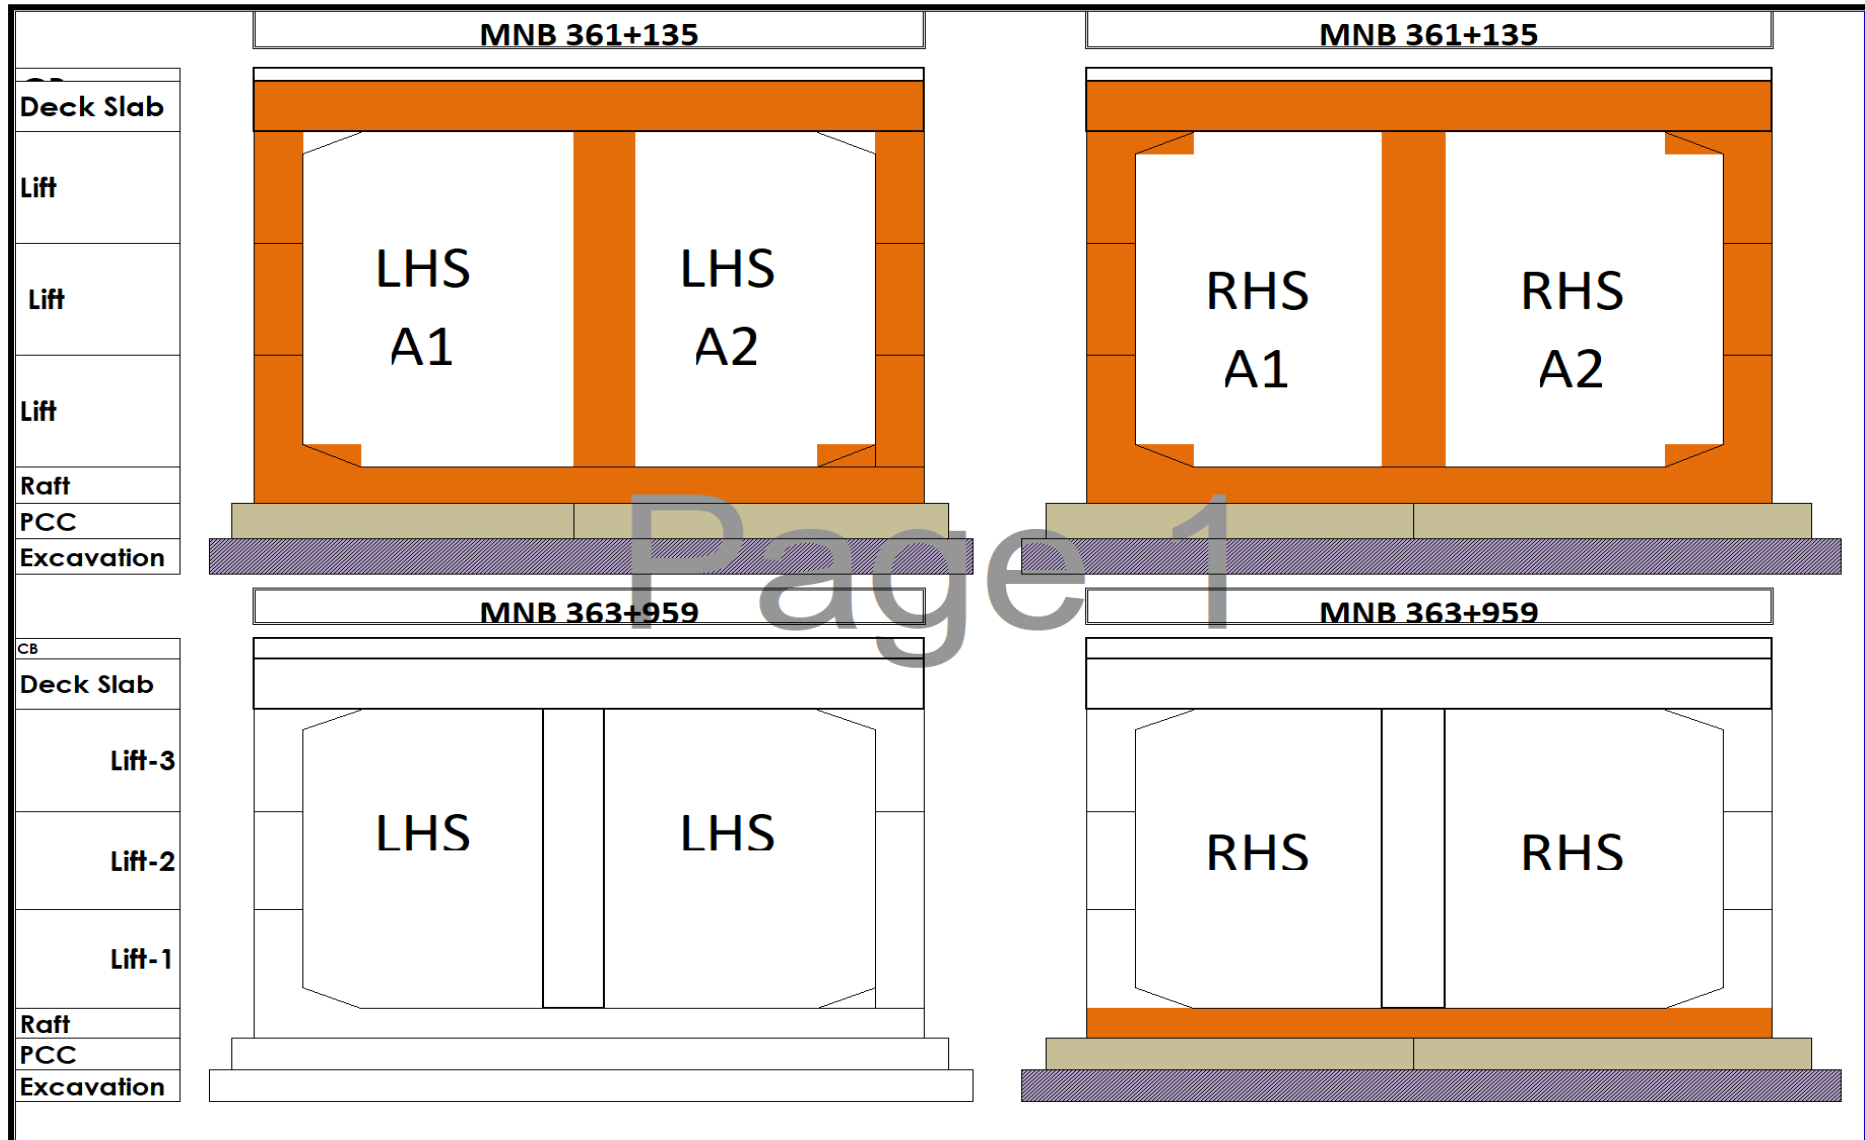 MNB 361+135
MNB 361+135
Deck Slab
Lift
Lift
Lift
Raft
PCC
Excavation
LHS
A1
LHS
A2
RHS
A1
RHS
A2
Page 1
MNB 363+959
MNB 363+959
CB
Deck Slab
Lift-3
Lift-2
Lift-1
Raft
PCC
Excavation
LHS
LHS
RHS
RHS